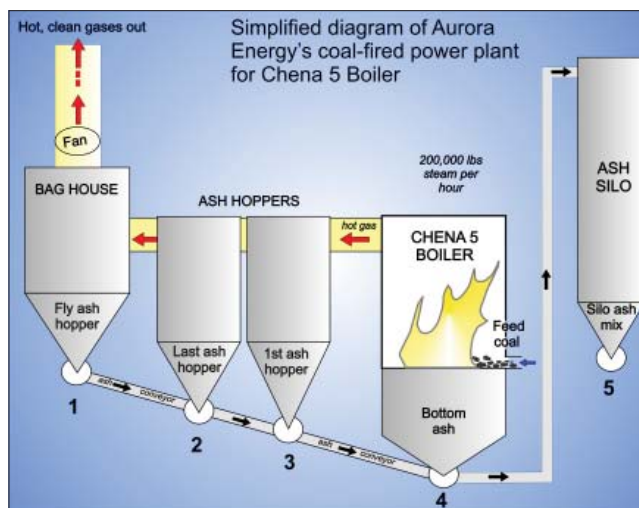 Hot, clean gases out
Simplified diagram of Aurora
Energy's coal-fired power plant
for Chena 5 Boiler
Fan
200,000 lbs
steam per
hour
BAG HOUSE
ASH HOPPERS
ASH
SILO
hot gas
CHENA 5
BOILER
Fly ash
hopper
Last ash
hopper
1st ash
hopper
Feed
coal
Silo ash
mix
Bottom
ash
ash conveyor
ash conveyor
1
2
3
4
5